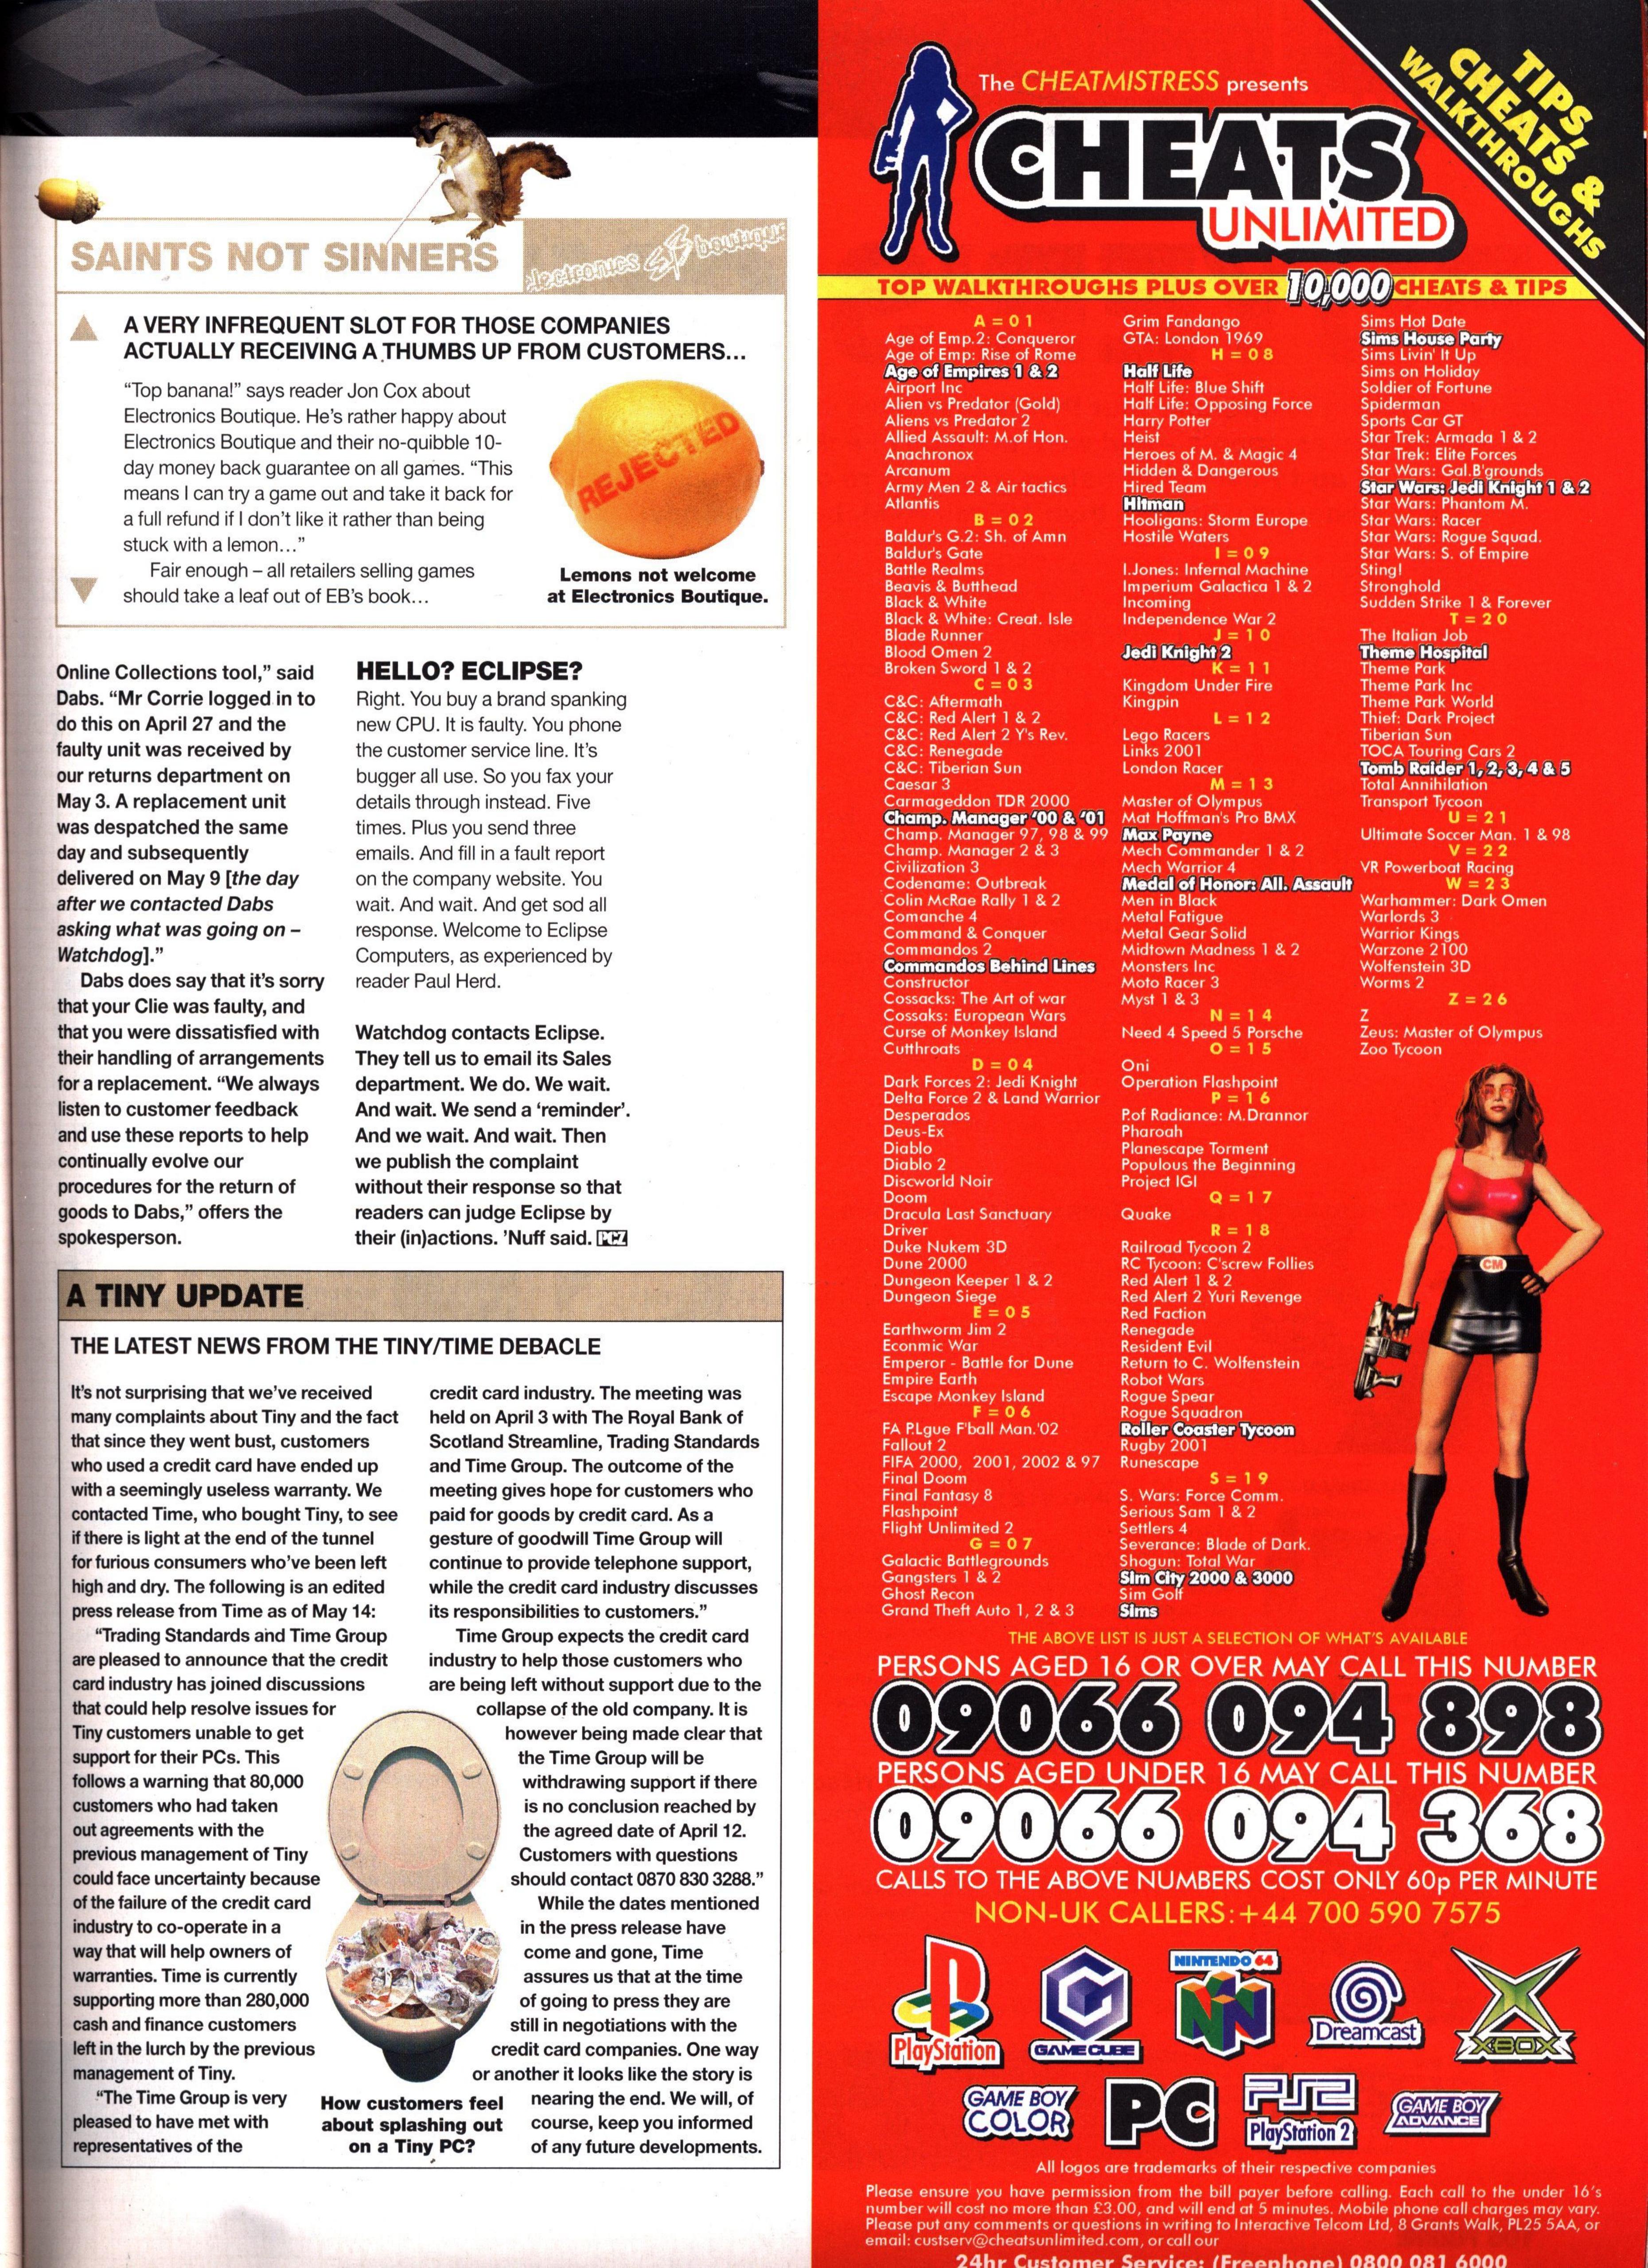 SAINTS NOT SINNERS
electronics boutique
A VERY INFREQUENT SLOT FOR THOSE COMPANIES
ACTUALLY RECEIVING A THUMBS UP FROM CUSTOMERS...
“Top banana!” says reader Jon Cox about
Electronics Boutique. He’s rather happy about
Electronics Boutique and their no-quibble 10-
day money back guarantee on all games. “This
means I can try a game out and take it back for
a full refund if I don’t like it rather than being
stuck with a lemon...”
Fair enough – all retailers selling games
should take a leaf out of EB’s book...
REJECTED
Lemons not welcome
at Electronics Boutique.
Online Collections tool,” said
Dabs. “Mr Corrie logged in to
do this on April 27 and the
faulty unit was received by
our returns department on
May 3. A replacement unit
was despatched the same
day and subsequently
delivered on May 9 [the day
after we contacted Dabs
asking what was going on –
Watchdog].”
Dabs does say that it’s sorry
that your Clie was faulty, and
that you were dissatisfied with
their handling of arrangements
for a replacement. “We always
listen to customer feedback
and use these reports to help
continually evolve our
procedures for the return of
goods to Dabs,” offers the
spokesperson.
HELLO? ECLIPSE?
Right. You buy a brand spanking
new CPU. It is faulty. You phone
the customer service line. It’s
bugger all use. So you fax your
details through instead. Five
times. Plus you send three
emails. And fill in a fault report
on the company website. You
wait. And wait. And get sod all
response. Welcome to Eclipse
Computers, as experienced by
reader Paul Herd.
Watchdog contacts Eclipse.
They tell us to email its Sales
department. We do. We wait.
And wait. We send a ‘reminder’.
And we wait. And wait. Then
we publish the complaint
without their response so that
readers can judge Eclipse by
their (in)actions. ’Nuff said. PCZ
A TINY UPDATE
THE LATEST NEWS FROM THE TINY/TIME DEBACLE
It’s not surprising that we’ve received
many complaints about Tiny and the fact
that since they went bust, customers
who used a credit card have ended up
with a seemingly useless warranty. We
contacted Time, who bought Tiny, to see
if there is light at the end of the tunnel
for furious consumers who’ve been left
high and dry. The following is an edited
press release from Time as of May 14:
“Trading Standards and Time Group
are pleased to announce that the credit
card industry has joined discussions
that could help resolve issues for
Tiny customers unable to get
support for their PCs. This
follows a warning that 80,000
customers who had taken
out agreements with the
previous management of Tiny
could face uncertainty because
of the failure of the credit card
industry to co-operate in a
way that will help owners of
warranties. Time is currently
supporting more than 280,000
cash and finance customers
left in the lurch by the previous
management of Tiny.
“The Time Group is very
pleased to have met with
representatives of the
credit card industry. The meeting was
held on April 3 with The Royal Bank of
Scotland Streamline, Trading Standards
and Time Group. The outcome of the
meeting gives hope for customers who
paid for goods by credit card. As a
gesture of goodwill Time Group will
continue to provide telephone support,
while the credit card industry discusses
its responsibilities to customers.”
Time Group expects the credit card
industry to help those customers who
are being left without support due to the
collapse of the old company. It is
however being made clear that
the Time Group will be
withdrawing support if there
is no conclusion reached by
the agreed date of April 12.
Customers with questions
should contact 0870 830 3288.”
While the dates mentioned
in the press release have
come and gone, Time
assures us that at the time
of going to press they are
still in negotiations with the
credit card companies. One way
or another it looks like the story is
nearing the end. We will, of
course, keep you informed
of any future developments.
How customers feel
about splashing out
on a Tiny PC?
The CHEATMISTRESS presents
CHEATS
UNLIMITED
TIPS,
CHEATS &
WALKTHROUGHS
TOP WALKTHROUGHS PLUS OVER 10,000 CHEATS & TIPS
A = 01
Age of Emp.2: Conqueror
Age of Emp: Rise of Rome
Age of Empires 1 & 2
Airport Inc
Alien vs Predator (Gold)
Aliens vs Predator 2
Allied Assault: M.of Hon.
Anachronox
Arcanum
Army Men 2 & Air tactics
Atlantis
B = 02
Baldur's G.2: Sh. of Amn
Baldur's Gate
Battle Realms
Beavis & Butthead
Black & White
Black & White: Creat. Isle
Blade Runner
Blood Omen 2
Broken Sword 1 & 2
C = 03
C&C: Aftermath
C&C: Red Alert 1 & 2
C&C: Red Alert 2 Y's Rev.
C&C: Renegade
C&C: Tiberian Sun
Caesar 3
Carmageddon TDR 2000
Champ. Manager '00 & '01
Champ. Manager 97, 98 & 99
Champ. Manager 2 & 3
Civilization 3
Codename: Outbreak
Colin McRae Rally 1 & 2
Comanche 4
Command & Conquer
Commandos 2
Commandos Behind Lines
Constructor
Cossacks: The Art of war
Cossaks: European Wars
Curse of Monkey Island
Cutthroats
D = 04
Dark Forces 2: Jedi Knight
Delta Force 2 & Land Warrior
Desperados
Deus-Ex
Diablo
Diablo 2
Discworld Noir
Doom
Dracula Last Sanctuary
Driver
Duke Nukem 3D
Dune 2000
Dungeon Keeper 1 & 2
Dungeon Siege
E = 05
Earthworm Jim 2
Econmic War
Emperor - Battle for Dune
Empire Earth
Escape Monkey Island
F = 06
FA P.Lgue F'ball Man.'02
Fallout 2
FIFA 2000, 2001, 2002 & 97
Final Doom
Final Fantasy 8
Flashpoint
Flight Unlimited 2
G = 07
Galactic Battlegrounds
Gangsters 1 & 2
Ghost Recon
Grand Theft Auto 1, 2 & 3
Grim Fandango
GTA: London 1969
H = 08
Half Life
Half Life: Blue Shift
Half Life: Opposing Force
Harry Potter
Heist
Heroes of M. & Magic 4
Hidden & Dangerous
Hired Team
Hitman
Hooligans: Storm Europe
Hostile Waters
I = 09
I.Jones: Infernal Machine
Imperium Galactica 1 & 2
Incoming
Independence War 2
J = 10
Jedi Knight 2
K = 11
Kingdom Under Fire
Kingpin
L = 12
Lego Racers
Links 2001
London Racer
M = 13
Master of Olympus
Mat Hoffman's Pro BMX
Max Payne
Mech Commander 1 & 2
Mech Warrior 4
Medal of Honor: All. Assault
Men in Black
Metal Fatigue
Metal Gear Solid
Midtown Madness 1 & 2
Monsters Inc
Moto Racer 3
Myst 1 & 3
N = 14
Need 4 Speed 5 Porsche
O = 15
Oni
Operation Flashpoint
P = 16
P.of Radiance: M.Drannor
Pharoah
Planescape Torment
Populous the Beginning
Project IGI
Q = 17
Quake
R = 18
Railroad Tycoon 2
RC Tycoon: C'screw Follies
Red Alert 1 & 2
Red Alert 2 Yuri Revenge
Red Faction
Renegade
Resident Evil
Return to C. Wolfenstein
Robot Wars
Rogue Spear
Rogue Squadron
Roller Coaster Tycoon
Rugby 2001
Runescape
S = 19
S. Wars: Force Comm.
Serious Sam 1 & 2
Settlers 4
Severance: Blade of Dark.
Shogun: Total War
Sim City 2000 & 3000
Sim Golf
Sims
Sims Hot Date
Sims House Party
Sims Livin' It Up
Sims on Holiday
Soldier of Fortune
Spiderman
Sports Car GT
Star Trek: Armada 1 & 2
Star Trek: Elite Forces
Star Wars: Gal.B'grounds
Star Wars: Jedi Knight 1 & 2
Star Wars: Phantom M.
Star Wars: Racer
Star Wars: Rogue Squad.
Star Wars: S. of Empire
Sting!
Stronghold
Sudden Strike 1 & Forever
T = 20
The Italian Job
Theme Hospital
Theme Park
Theme Park Inc
Theme Park World
Thief: Dark Project
Tiberian Sun
TOCA Touring Cars 2
Tomb Raider 1, 2, 3, 4 & 5
Total Annihilation
Transport Tycoon
U = 21
Ultimate Soccer Man. 1 & 98
V = 22
VR Powerboat Racing
W = 23
Warhammer: Dark Omen
Warlords 3
Warrior Kings
Warzone 2100
Wolfenstein 3D
Worms 2
Z = 26
Z
Zeus: Master of Olympus
Zoo Tycoon
CM
THE ABOVE LIST IS JUST A SELECTION OF WHAT'S AVAILABLE
PERSONS AGED 16 OR OVER MAY CALL THIS NUMBER
09066 094 898
PERSONS AGED UNDER 16 MAY CALL THIS NUMBER
09066 094 368
CALLS TO THE ABOVE NUMBERS COST ONLY 60p PER MINUTE
NON-UK CALLERS:+44 700 590 7575
PlayStation
GAMECUBE
NINTENDO 64
Dreamcast
XBOX
GAME BOY
COLOR
PC
PS2
PlayStation 2
GAME BOY
ADVANCE
All logos are trademarks of their respective companies
Please ensure you have permission from the bill payer before calling. Each call to the under 16's
number will cost no more than £3.00, and will end at 5 minutes. Mobile phone call charges may vary.
Please put any comments or questions in writing to Interactive Telcom Ltd, 8 Grants Walk, PL25 5AA, or
email: custserv@cheatsunlimited.com, or call our
24hr Customer Service: (Freephone) 0800 081 6000